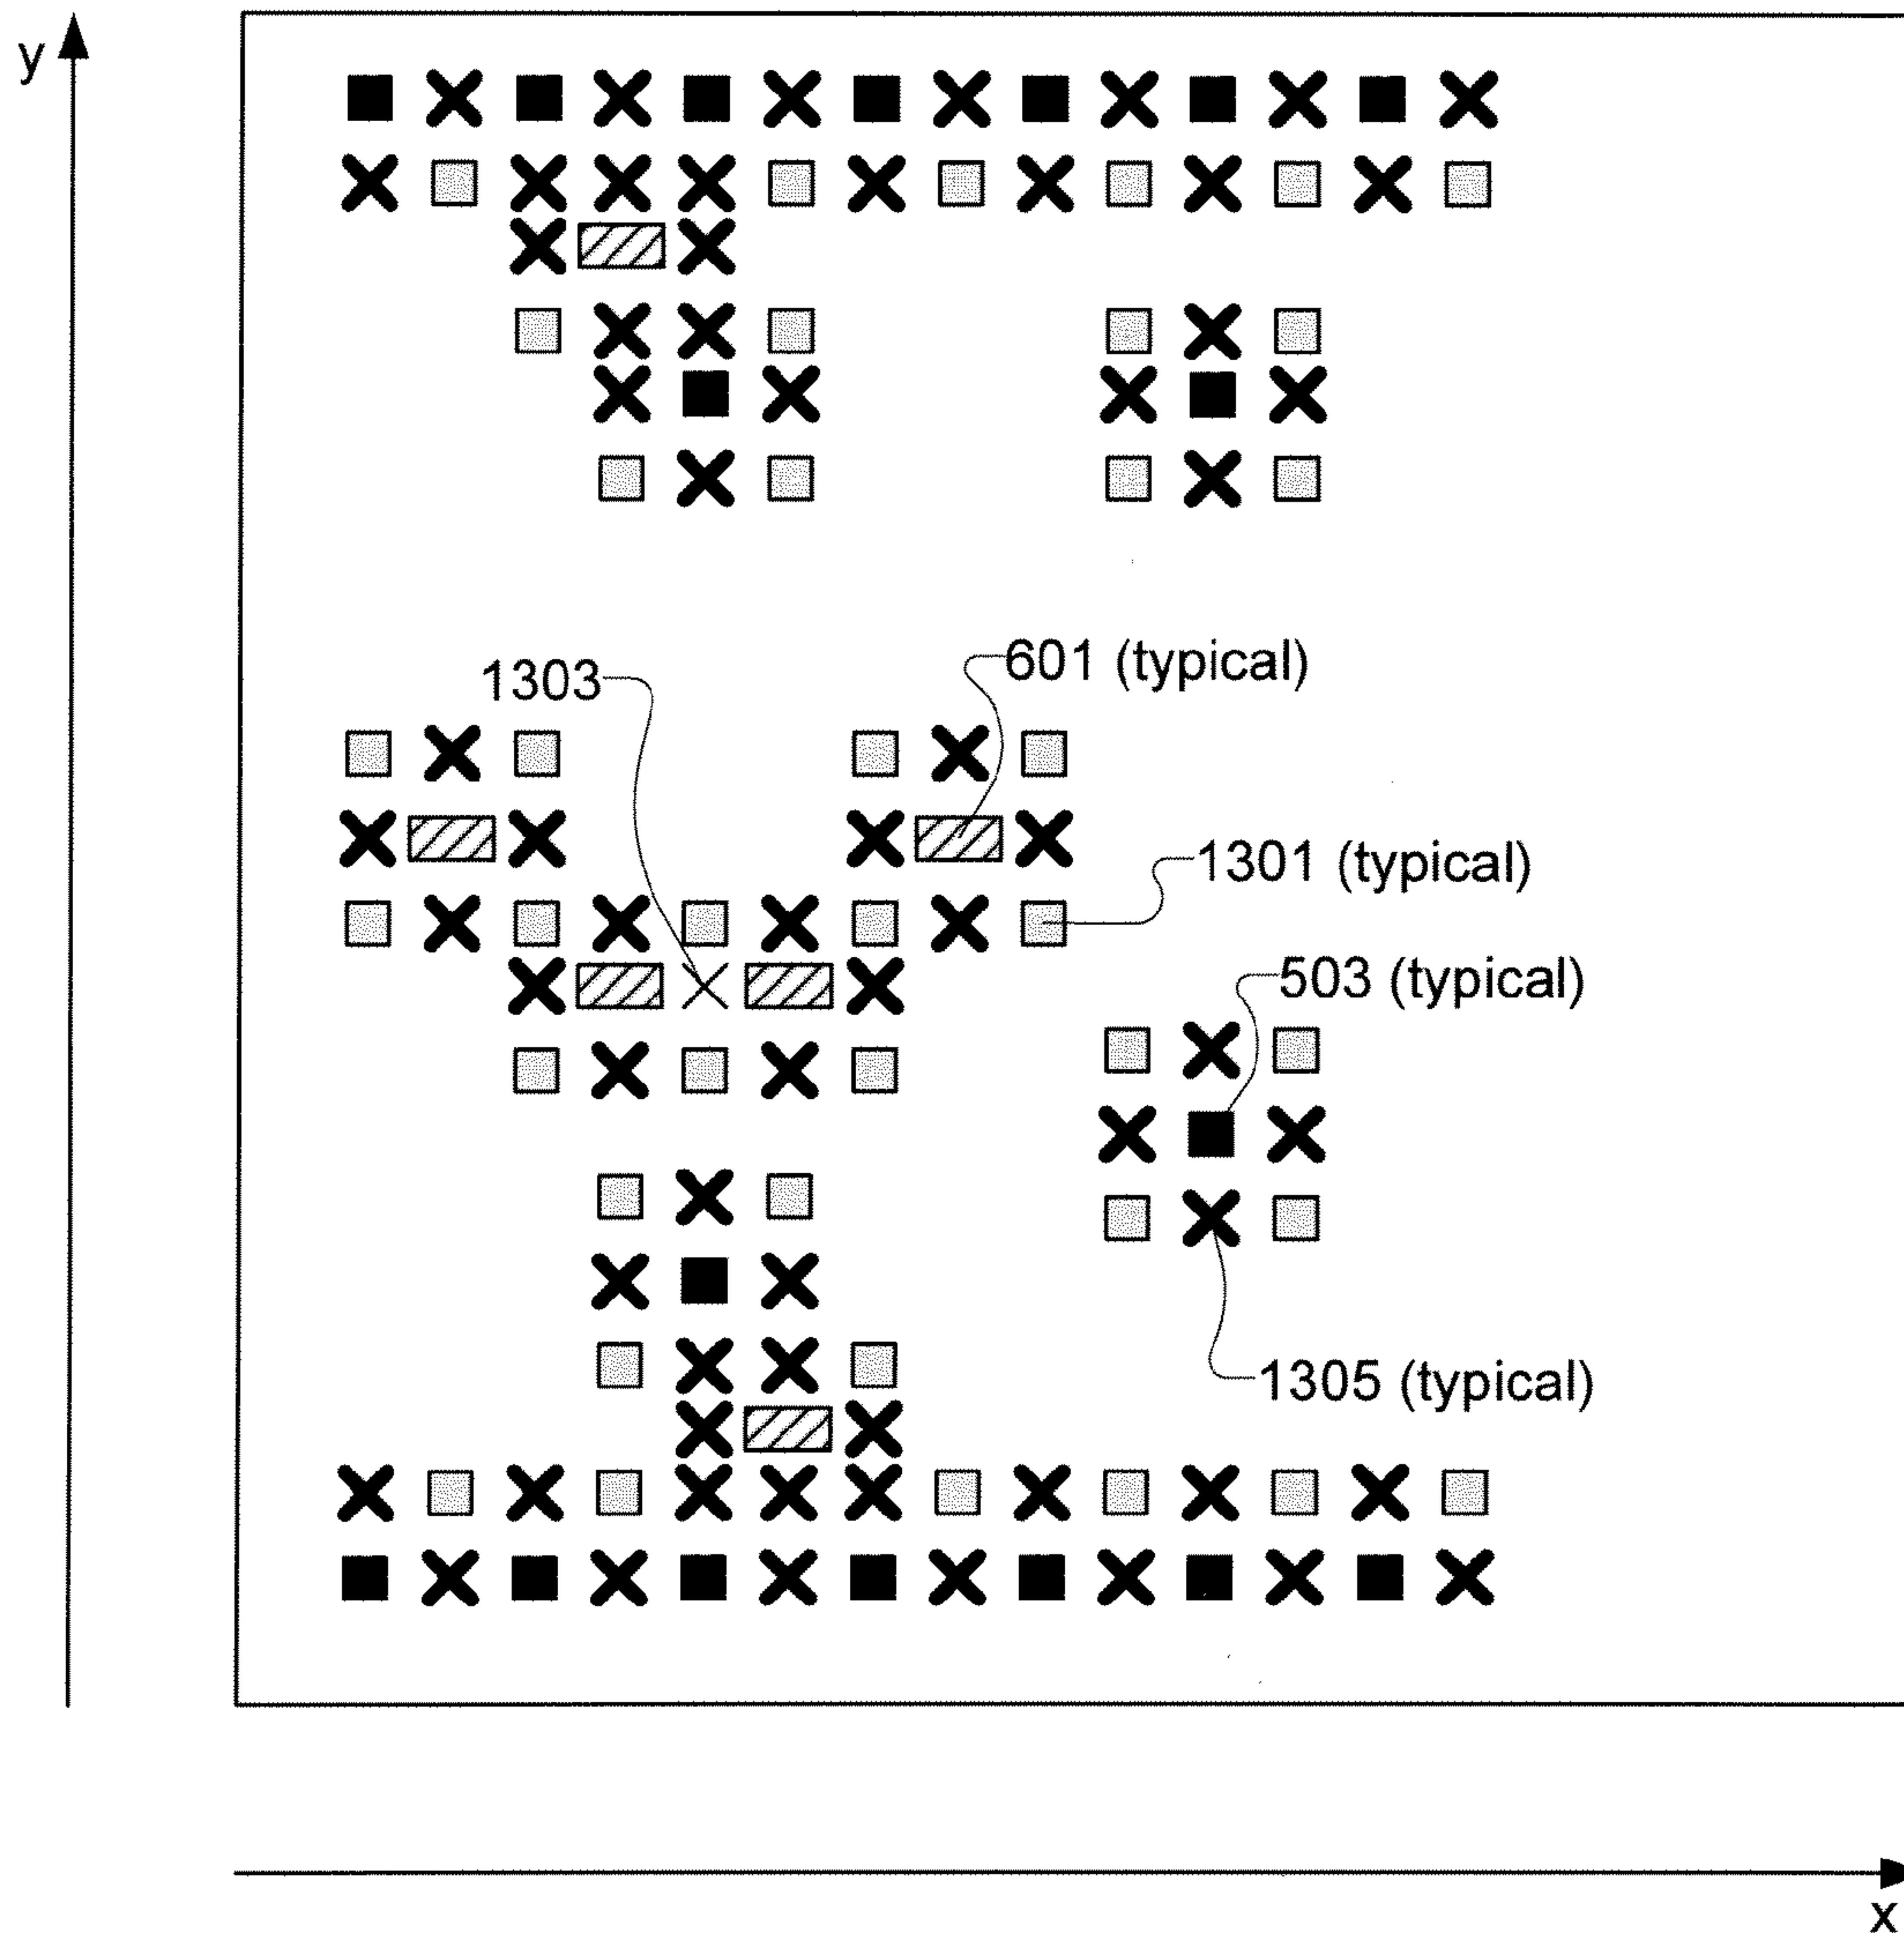 y
601 (typical)
1303
1301 (typical)
503 (typical)
1305 (typical)
x